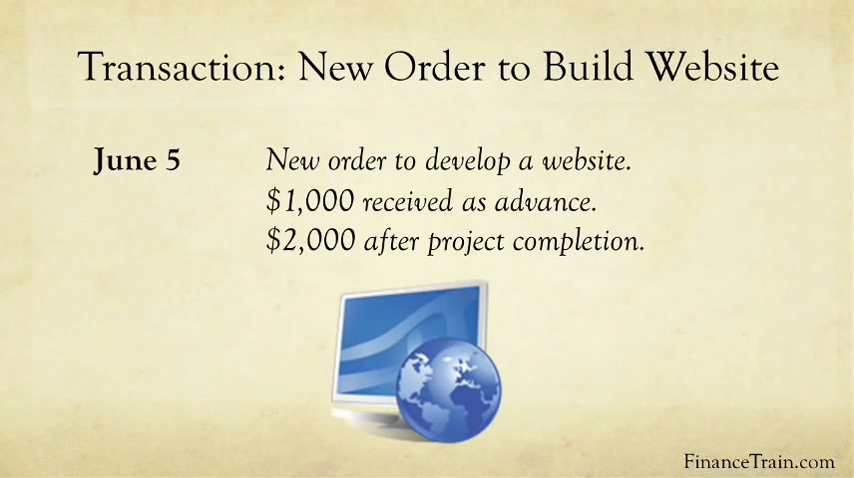 Transaction: New Order to Build Website
June 5 New order to develop a website.
$1,000 received as advance.
$2,000 after project completion.
FinanceTrain.com